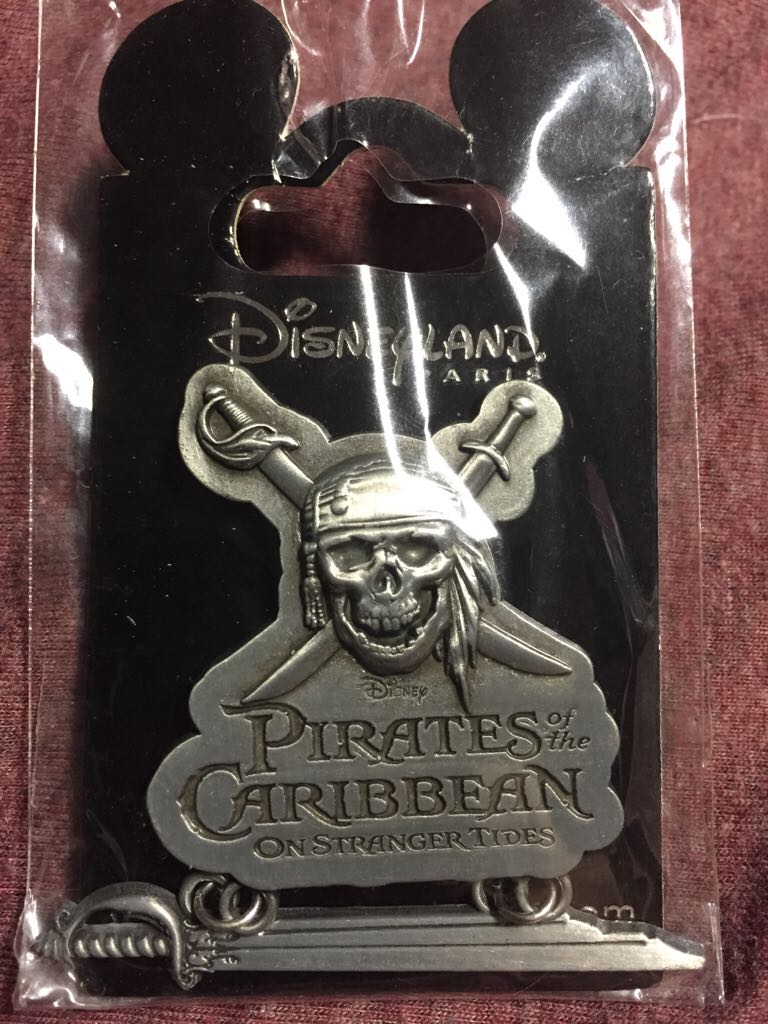 DISNEYLAND
PARIS
DISNEY
PIRATES of the
CARIBBEAN
ON STRANGER TIDES